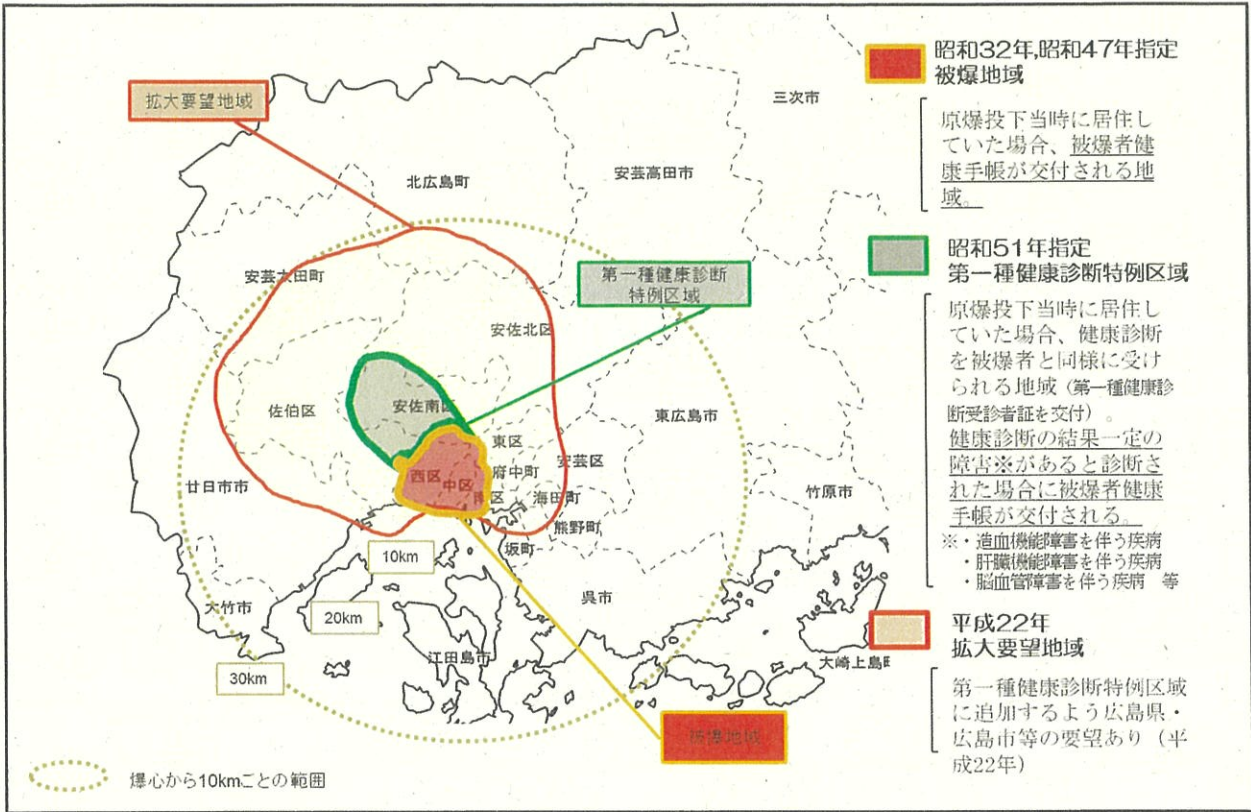 拡大要望地域
三次市
北広島町
安芸高田市
安芸太田町
第一種健康診断
特例区域
安佐北区
安佐南区
佐伯区
東広島市
東区
安芸区
府中町
西区
中区
南区
海田町
廿日市市
竹原市
熊野町
坂町
10km
呉市
大竹市
20km
江田島市
大崎上島町
30km
被爆地域
爆心から10kmごとの範囲
昭和32年,昭和47年指定
被爆地域
原爆投下当時に居住し
ていた場合、被爆者健
康手帳が交付される地
域。
昭和51年指定
第一種健康診断特例区域
原爆投下当時に居住し
ていた場合、健康診断
を被爆者と同様に受け
られる地域（第一種健康診
断受診者証を交付）。
健康診断の結果一定の
障害※があると診断さ
れた場合に被爆者健康
手帳が交付される。
※・造血機能障害を伴う疾病
・肝臓機能障害を伴う疾病
・脳血管障害を伴う疾病　等
平成22年
拡大要望地域
第一種健康診断特例区域
に追加するよう広島県・
広島市等の要望あり（平
成22年）